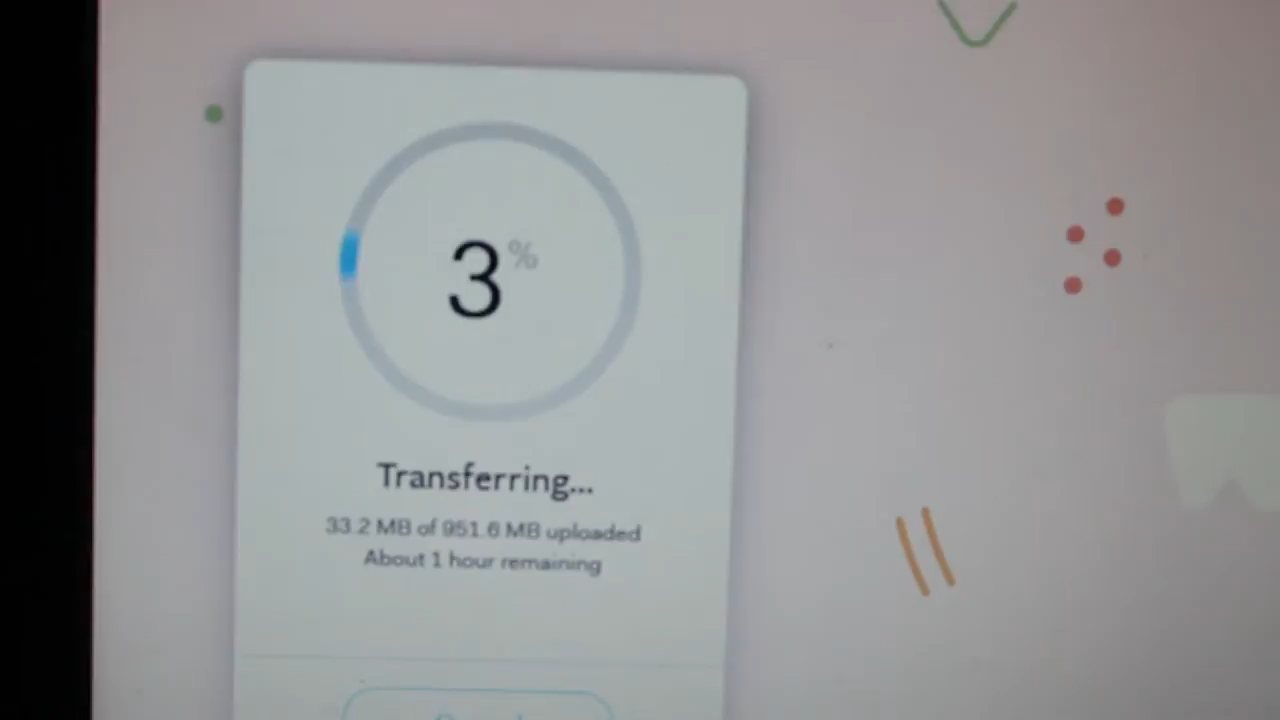 3%
Transferring...
33.2 MB of 951.6 MB uploaded
About 1 hour remaining